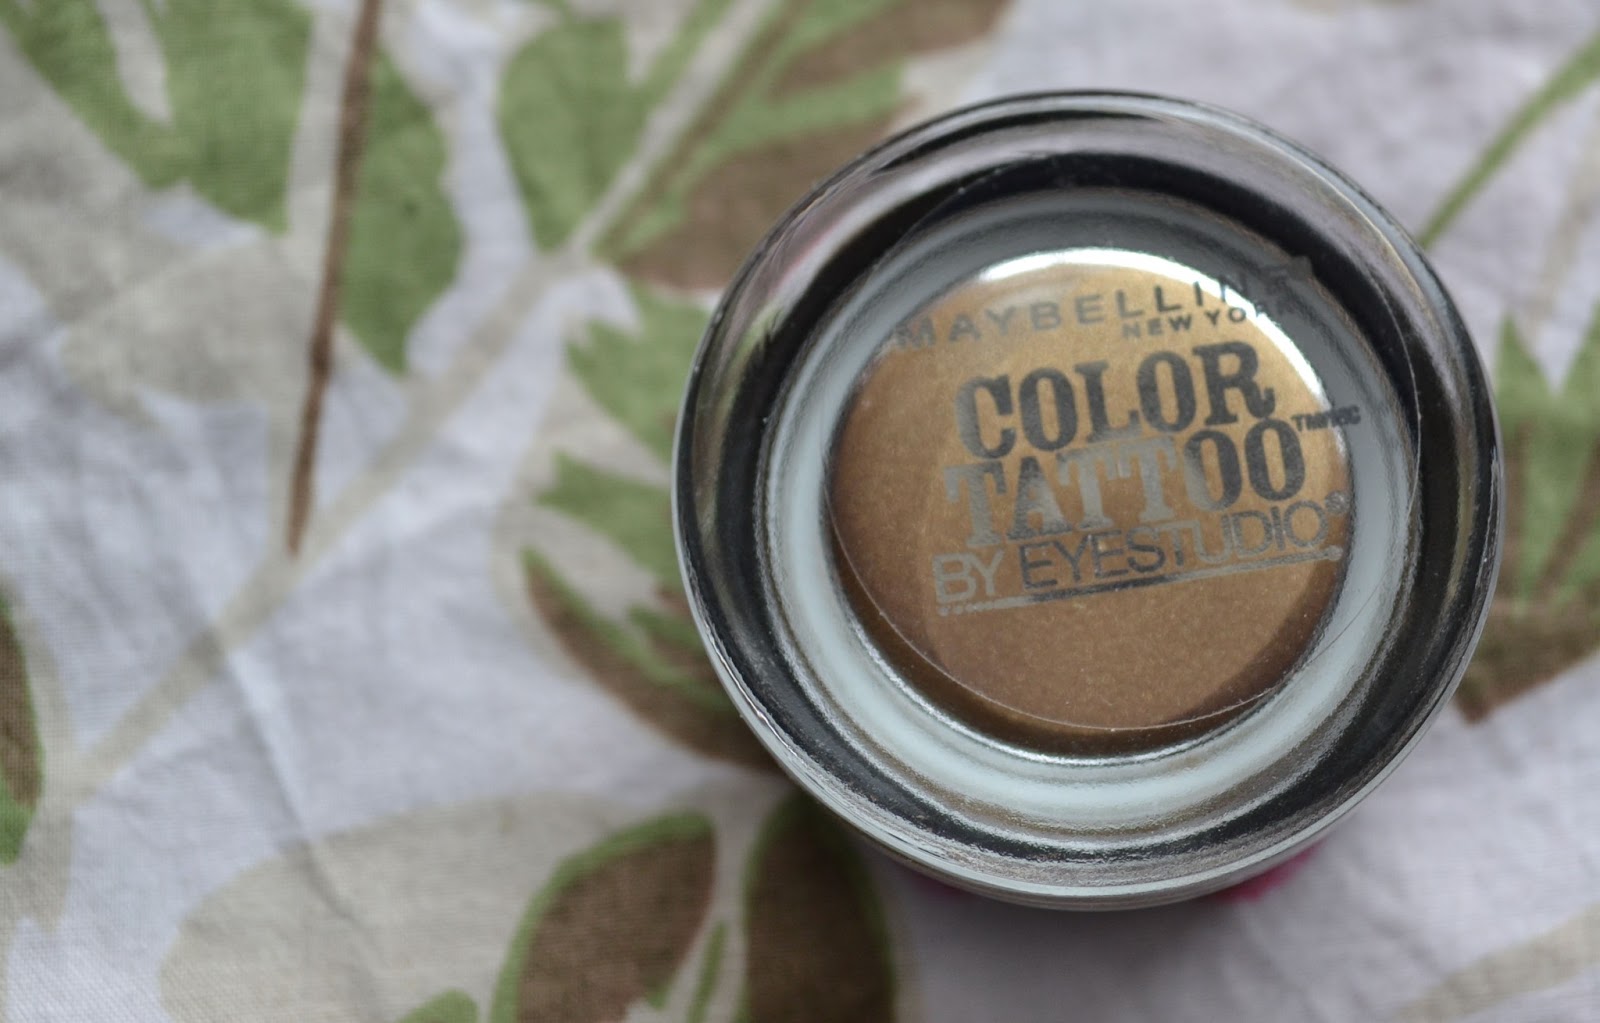 MAYBELLINE
NEW YORK
COLOR
TATTOO
BY EYESTUDIO®